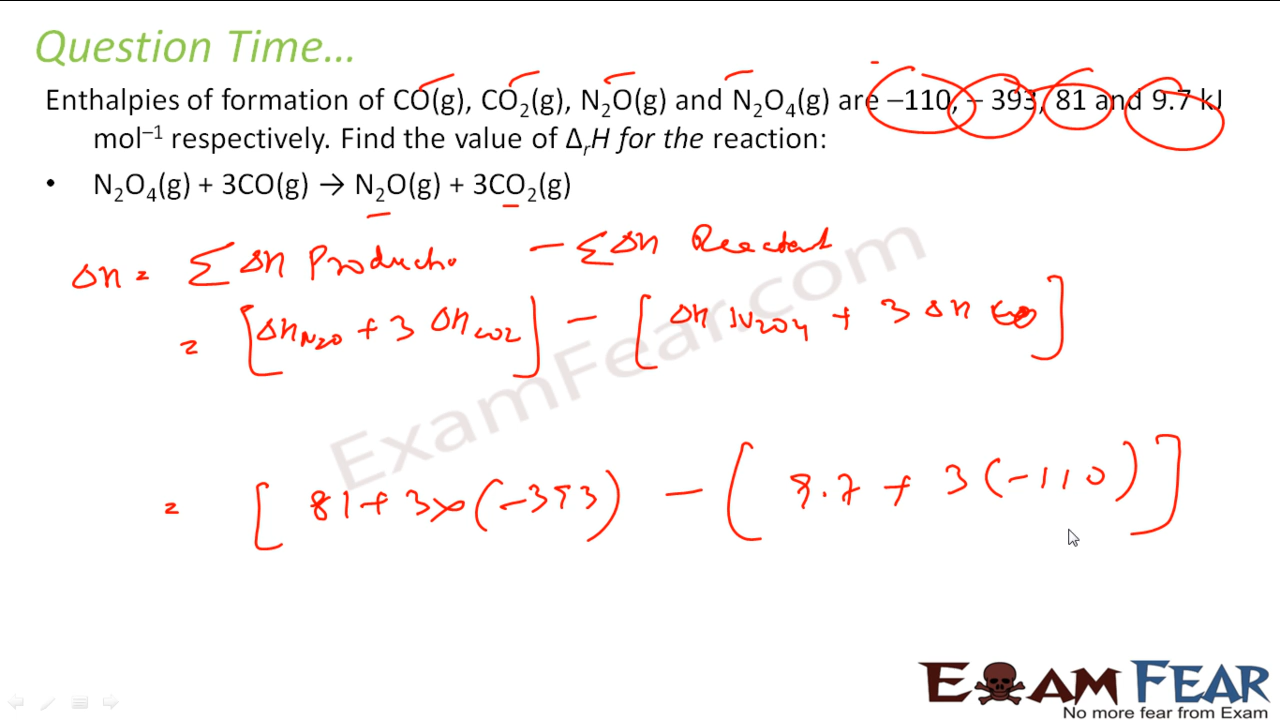 Question Time...
Enthalpies of formation of CO(g), CO₂(g), N₂O(g) and N₂O₄(g) are –110, – 393, 81 and 9.7 kJ
mol⁻¹ respectively. Find the value of ΔᵣH for the reaction:
• N₂O₄(g) + 3CO(g) → N₂O(g) + 3CO₂(g)
ΔH = Σ ΔH Products – Σ ΔH Reactant
= [ΔH N₂O + 3 ΔH CO2] – [ΔH N2O4 + 3 ΔH CO]
= [81 + 3 × (–393) – (9.7 + 3(–110)]
ExamFear.com
EXAM FEAR
No more fear from Exam